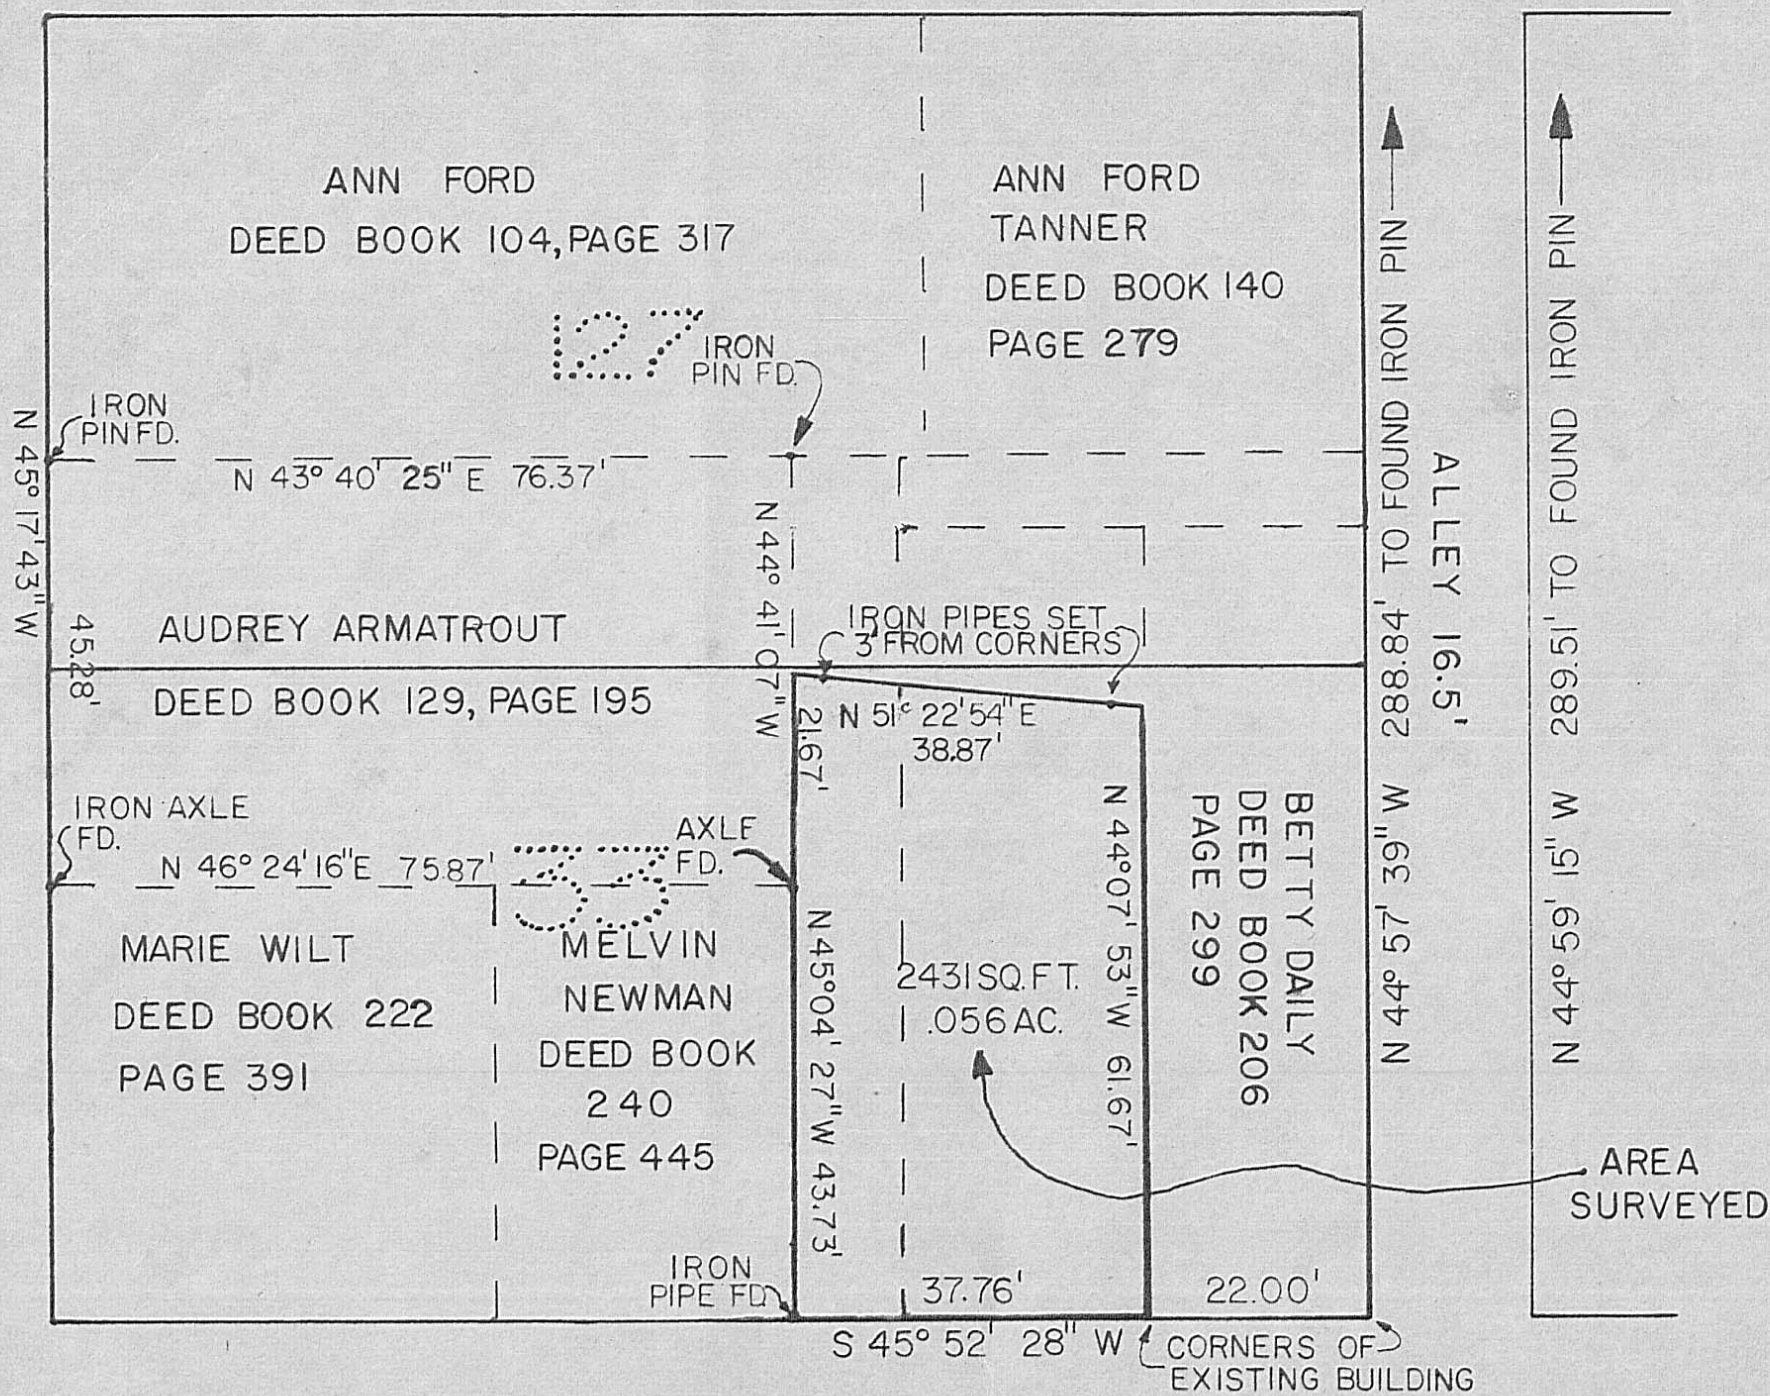 ANN FORD
DEED BOOK 104, PAGE 317
ANN FORD
TANNER
DEED BOOK 140
PAGE 279
127
IRON
PIN FD.
IRON
PIN FD.
N 43° 40' 25" E 76.37'
N 45° 17' 43" W
45.28'
N 44° 41' 07" W
21.67'
AUDREY ARMATROUT
DEED BOOK 129, PAGE 195
IRON PIPES SET
3' FROM CORNERS
N 51° 22' 54" E
38.87'
IRON AXLE
FD.
N 46° 24' 16" E 75.87'
33
AXLE
FD.
MARIE WILT
DEED BOOK 222
PAGE 391
MELVIN
NEWMAN
DEED BOOK
240
PAGE 445
N 45° 04' 27" W 43.73'
2431 SQ. FT.
.056 AC.
N 44° 07' 53" W 61.67'
BETTY DAILY
DEED BOOK 206
PAGE 299
N 44° 57' 39" W 288.84' TO FOUND IRON PIN
ALLEY 16.5'
N 44° 59' 15" W 289.51' TO FOUND IRON PIN
AREA
SURVEYED
IRON
PIPE FD
37.76'
22.00'
S 45° 52' 28" W
CORNERS OF
EXISTING BUILDING